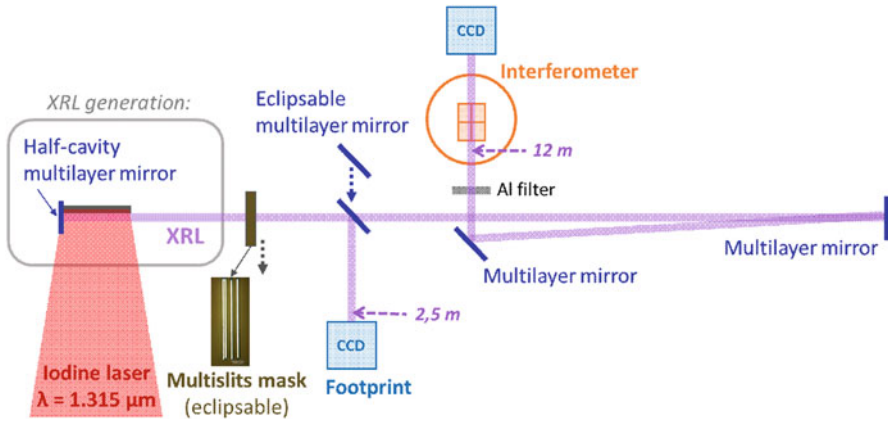 CCD
Interferometer
XRL generation:
Eclipsable
multilayer mirror
Half-cavity
multilayer mirror
12 m
Al filter
XRL
Multilayer mirror
Multilayer mirror
2,5 m
CCD
Footprint
Iodine laser
λ = 1.315 µm
Multislits mask
(eclipsable)